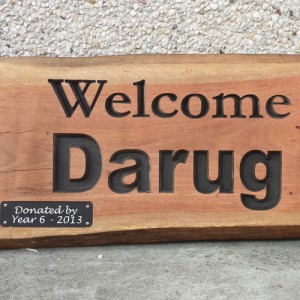 Welcome
Darug
Donated by
Year 6 - 2013